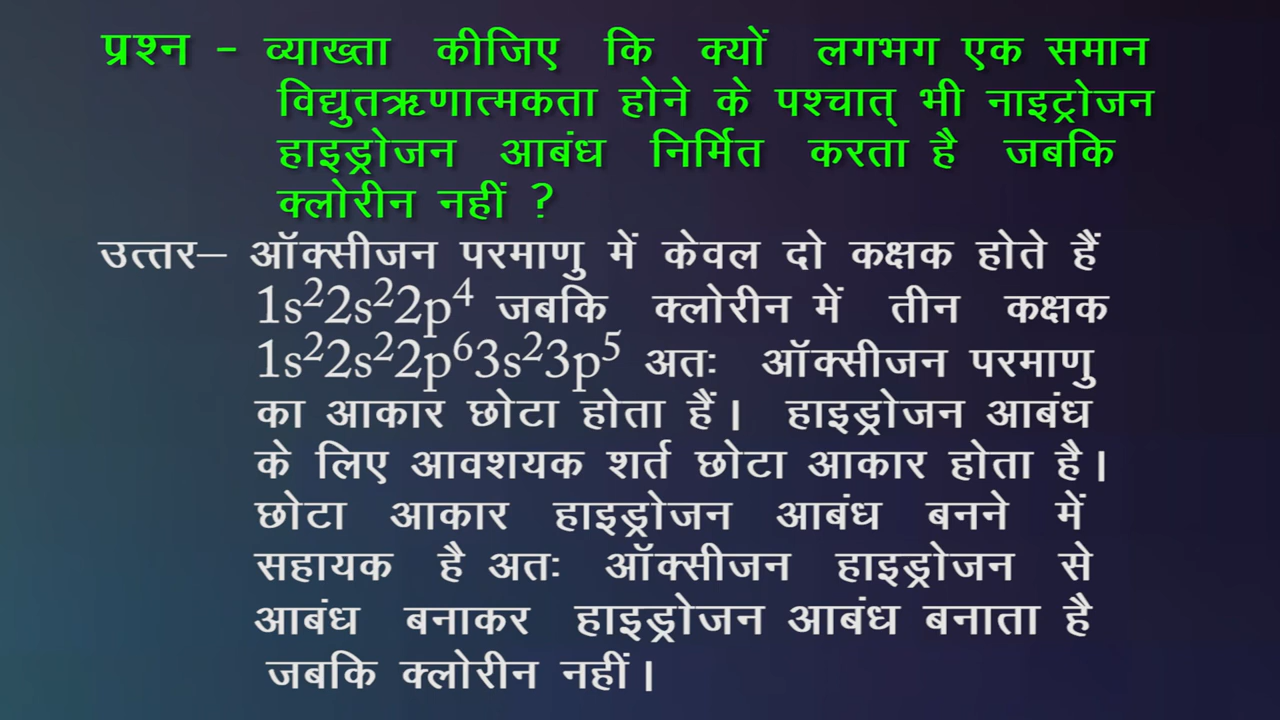 प्रश्न - व्याख्ता कीजिए कि क्यों लगभग एक समान
विद्युतऋणात्मकता होने के पश्चात् भी नाइट्रोजन
हाइड्रोजन आबंध निर्मित करता है जबकि
क्लोरीन नहीं ?
उत्तर– ऑक्सीजन परमाणु में केवल दो कक्षक होते हैं
1s²2s²2p⁴ जबकि क्लोरीन में तीन कक्षक
1s²2s²2p⁶3s²3p⁵ अतः ऑक्सीजन परमाणु
का आकार छोटा होता हैं। हाइड्रोजन आबंध
के लिए आवशयक शर्त छोटा आकार होता है।
छोटा आकार हाइड्रोजन आबंध बनने में
सहायक है अतः ऑक्सीजन हाइड्रोजन से
आबंध बनाकर हाइड्रोजन आबंध बनाता है
जबकि क्लोरीन नहीं।